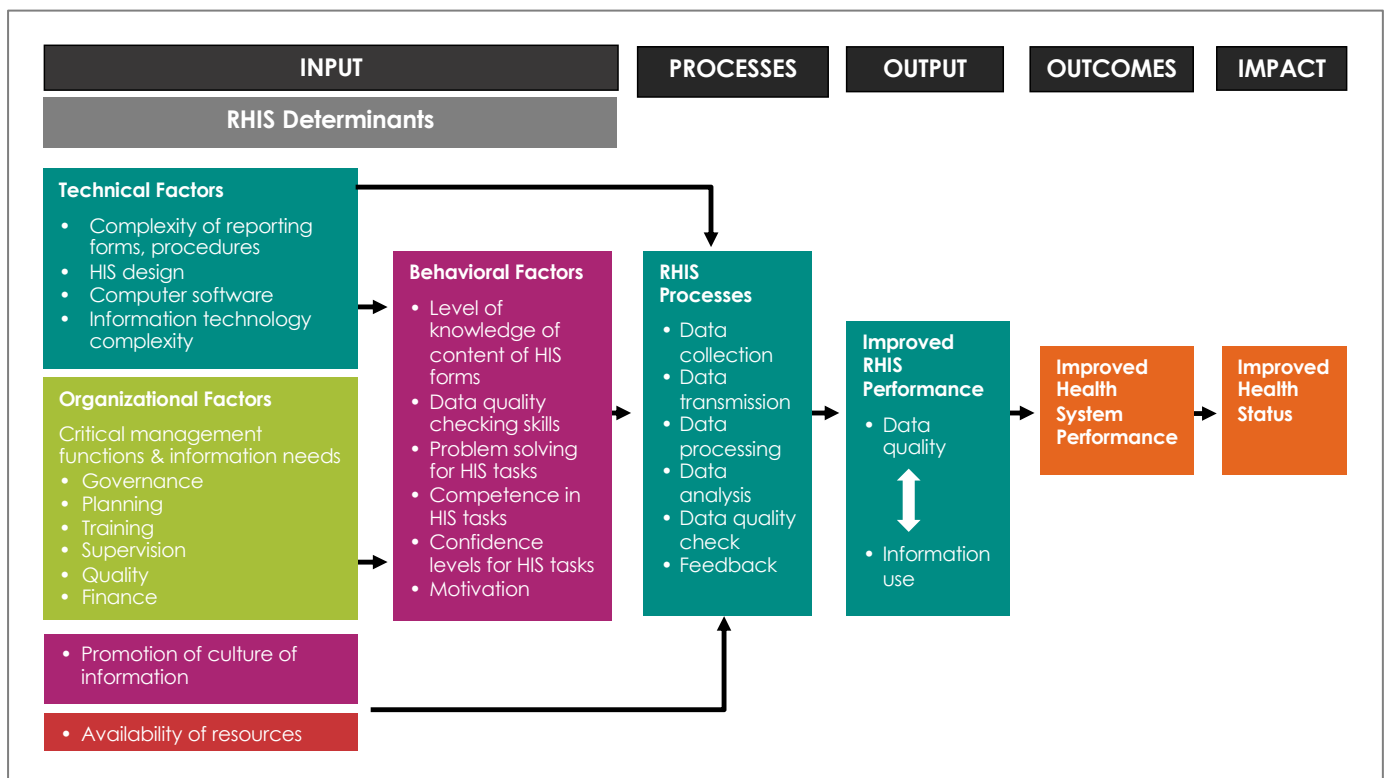 INPUT
PROCESSES
OUTPUT
OUTCOMES
IMPACT
RHIS Determinants
Technical Factors
• Complexity of reporting
forms, procedures
• HIS design
• Computer software
• Information technology
complexity
Organizational Factors
Critical management
functions & information needs
• Governance
• Planning
• Training
• Supervision
• Quality
• Finance
• Promotion of culture of
information
• Availability of resources
Behavioral Factors
• Level of
knowledge of
content of HIS
forms
• Data quality
checking skills
• Problem solving
for HIS tasks
• Competence in
HIS tasks
• Confidence
levels for HIS tasks
• Motivation
RHIS
Processes
• Data
collection
• Data
transmission
• Data
processing
• Data
analysis
• Data quality
check
• Feedback
Improved
RHIS
Performance
• Data
quality
• Information
use
Improved
Health
System
Performance
Improved
Health
Status